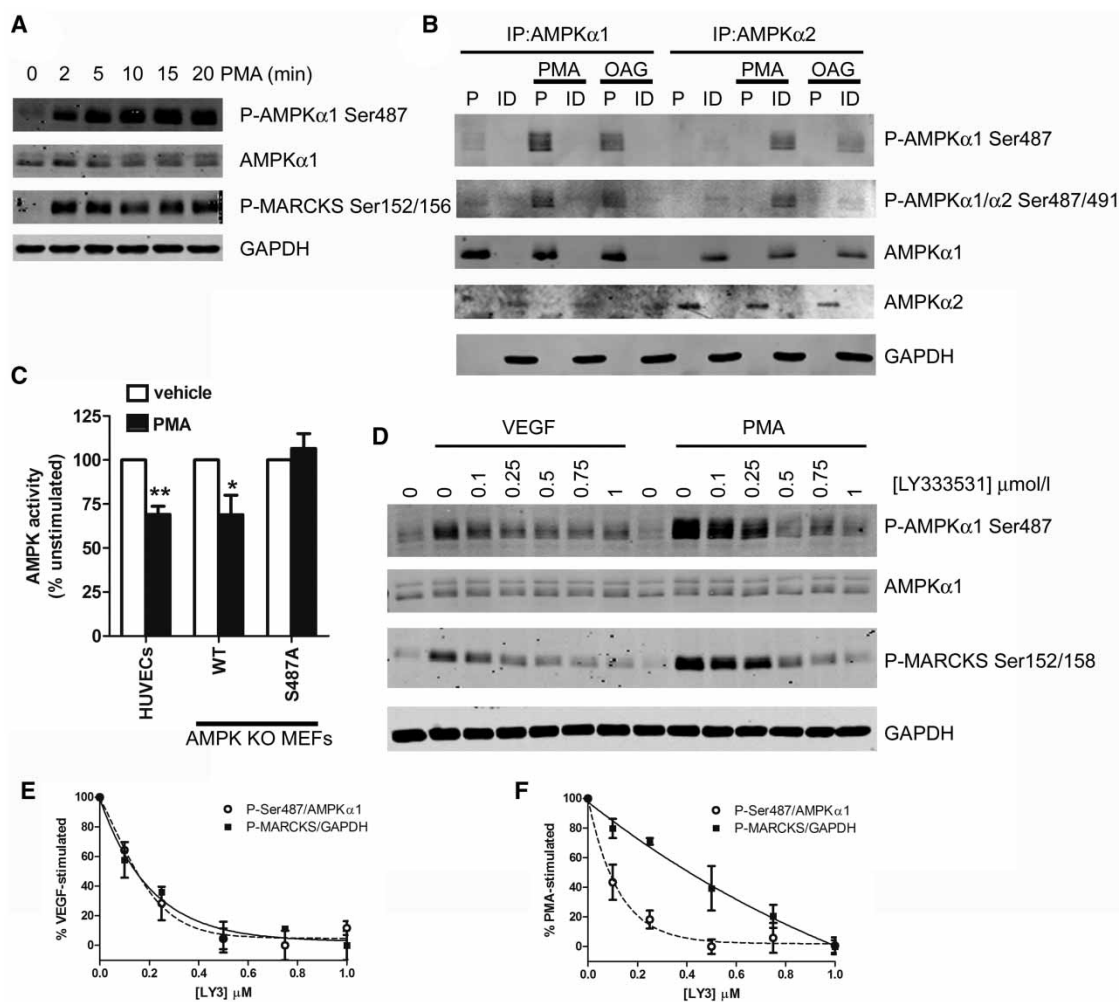 A
0 2 5 10 15 20 PMA (min)
P-AMPKα1 Ser487
AMPKα1
P-MARCKS Ser152/156
GAPDH
B
IP:AMPKα1 IP:AMPKα2
PMA OAG PMA OAG
P ID P ID P ID P ID P ID P ID
P-AMPKα1 Ser487
P-AMPKα1/α2 Ser487/491
AMPKα1
AMPKα2
GAPDH
C
vehicle
PMA
AMPK activity
(% unstimulated)
125
100
75
50
25
0
HUVECs
WT
S487A
AMPK KO MEFs
D
VEGF PMA
0 0 0.1 0.25 0.5 0.75 1 0 0 0.1 0.25 0.5 0.75 1
[LY333531] μmol/l
P-AMPKα1 Ser487
AMPKα1
P-MARCKS Ser152/158
GAPDH
E
P-Ser487/AMPKα1
P-MARCKS/GAPDH
% VEGF-stimulated
100
80
60
40
20
0
0.0 0.2 0.4 0.6 0.8 1.0
[LY3] μM
F
P-Ser487/AMPKα1
P-MARCKS/GAPDH
% PMA-stimulated
100
80
60
40
20
0
0.0 0.2 0.4 0.6 0.8 1.0
[LY3] μM